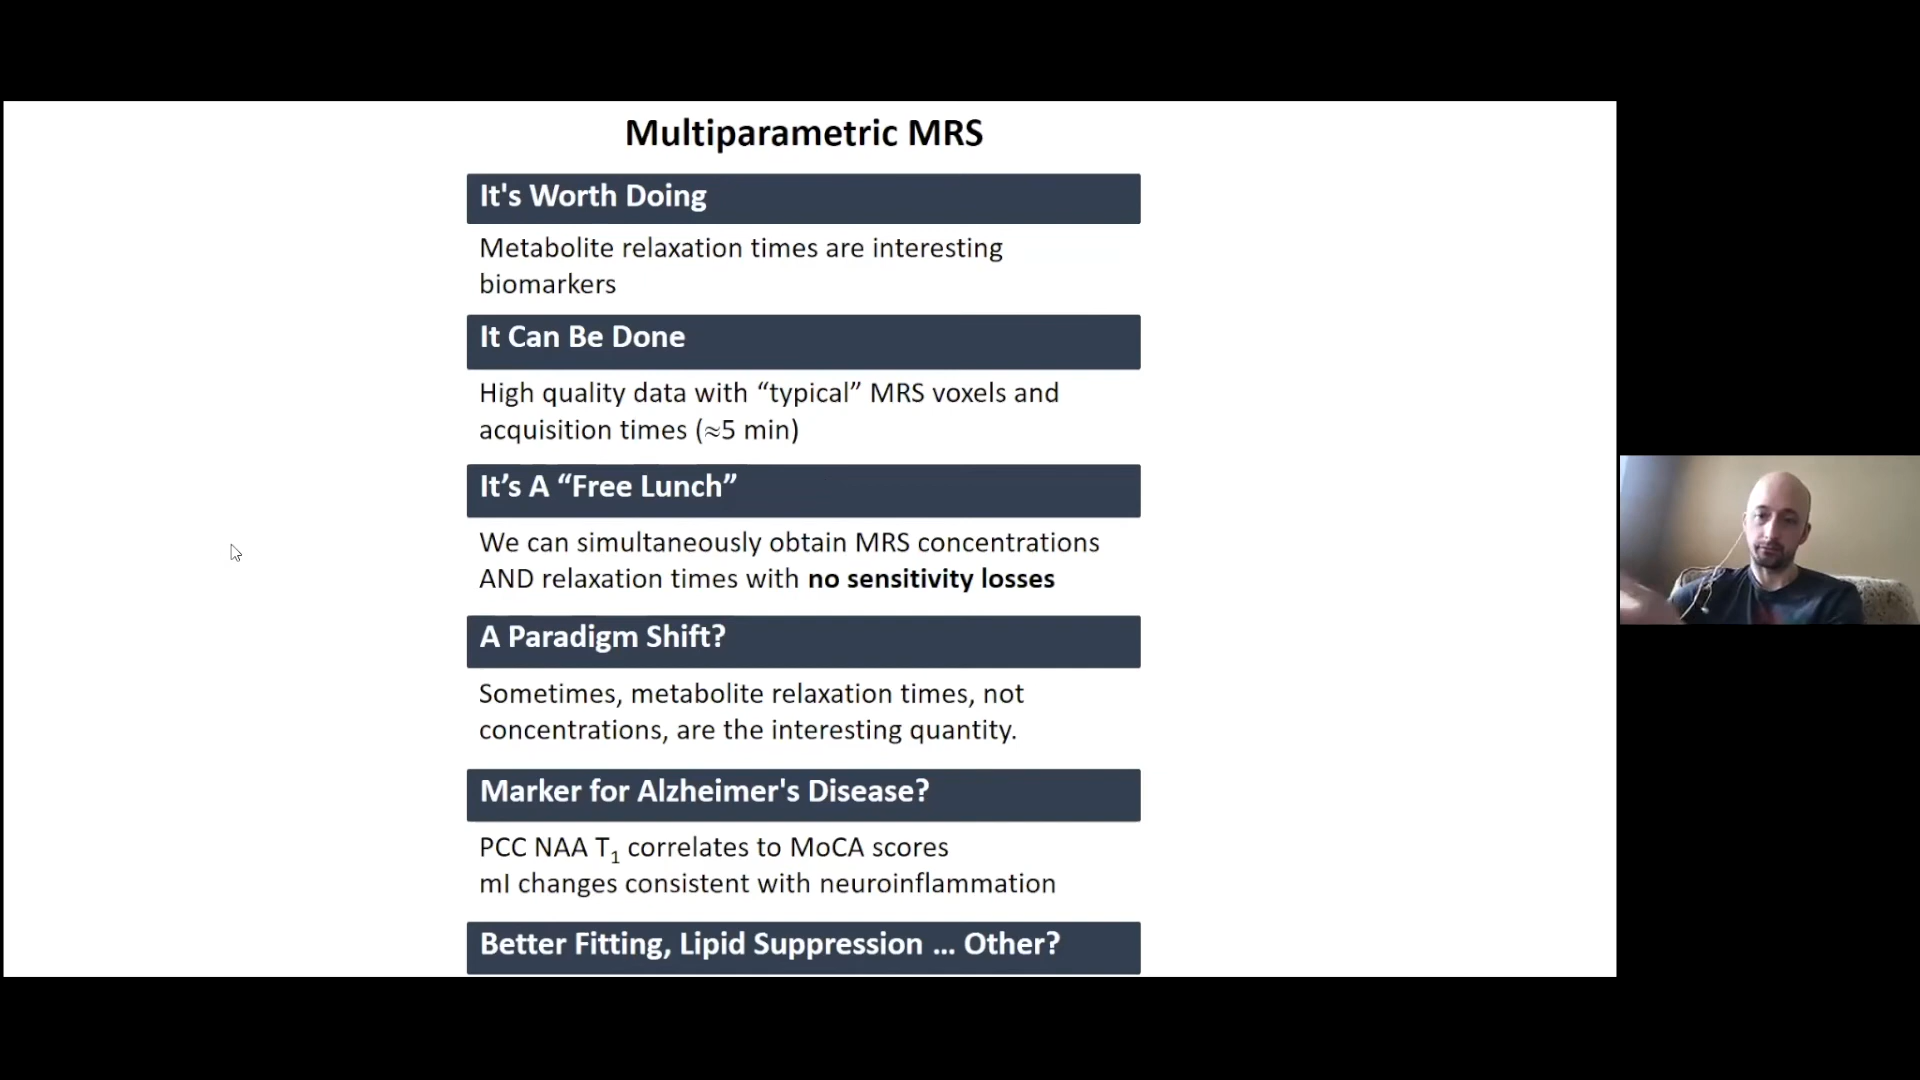 Multiparametric MRS
It's Worth Doing
Metabolite relaxation times are interesting
biomarkers
It Can Be Done
High quality data with “typical” MRS voxels and
acquisition times (≈5 min)
It’s A “Free Lunch”
We can simultaneously obtain MRS concentrations
AND relaxation times with no sensitivity losses
A Paradigm Shift?
Sometimes, metabolite relaxation times, not
concentrations, are the interesting quantity.
Marker for Alzheimer's Disease?
PCC NAA T₁ correlates to MoCA scores
mI changes consistent with neuroinflammation
Better Fitting, Lipid Suppression ... Other?